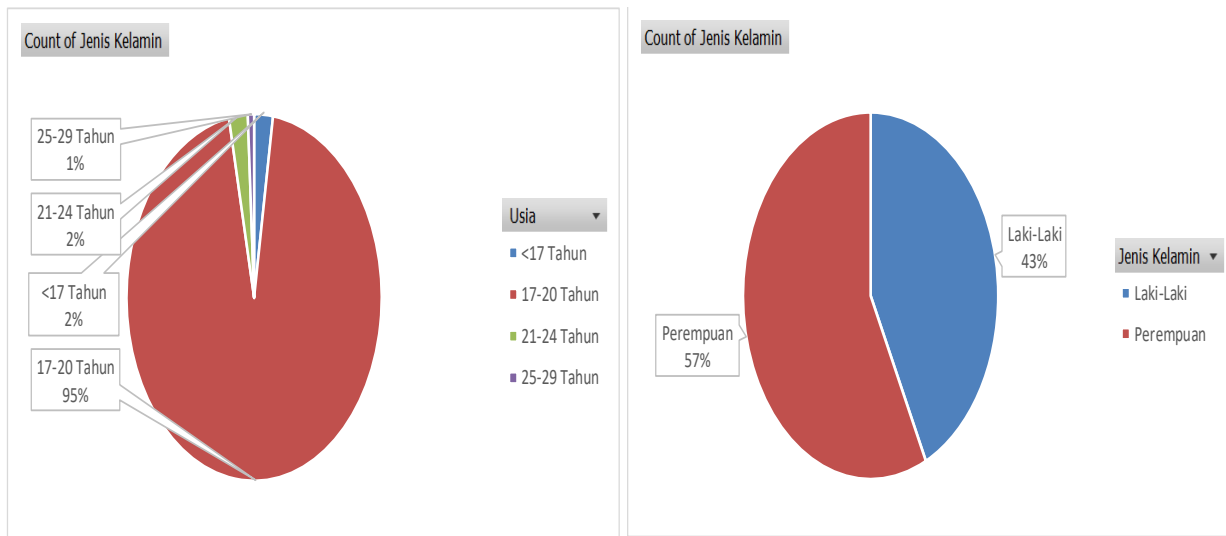 Count of Jenis Kelamin
25-29 Tahun
1%
21-24 Tahun
2%
<17 Tahun
2%
17-20 Tahun
95%
Usia
<17 Tahun
17-20 Tahun
21-24 Tahun
25-29 Tahun
Count of Jenis Kelamin
Laki-Laki
43%
Perempuan
57%
Jenis Kelamin
Laki-Laki
Perempuan